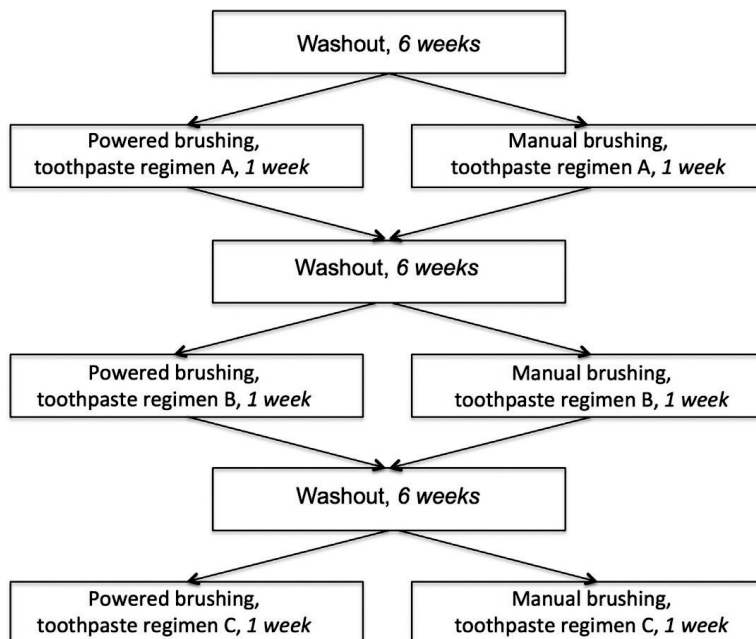 Washout, 6 weeks
Powered brushing,
toothpaste regimen A, 1 week
Manual brushing,
toothpaste regimen A, 1 week
Washout, 6 weeks
Powered brushing,
toothpaste regimen B, 1 week
Manual brushing,
toothpaste regimen B, 1 week
Washout, 6 weeks
Powered brushing,
toothpaste regimen C, 1 week
Manual brushing,
toothpaste regimen C, 1 week